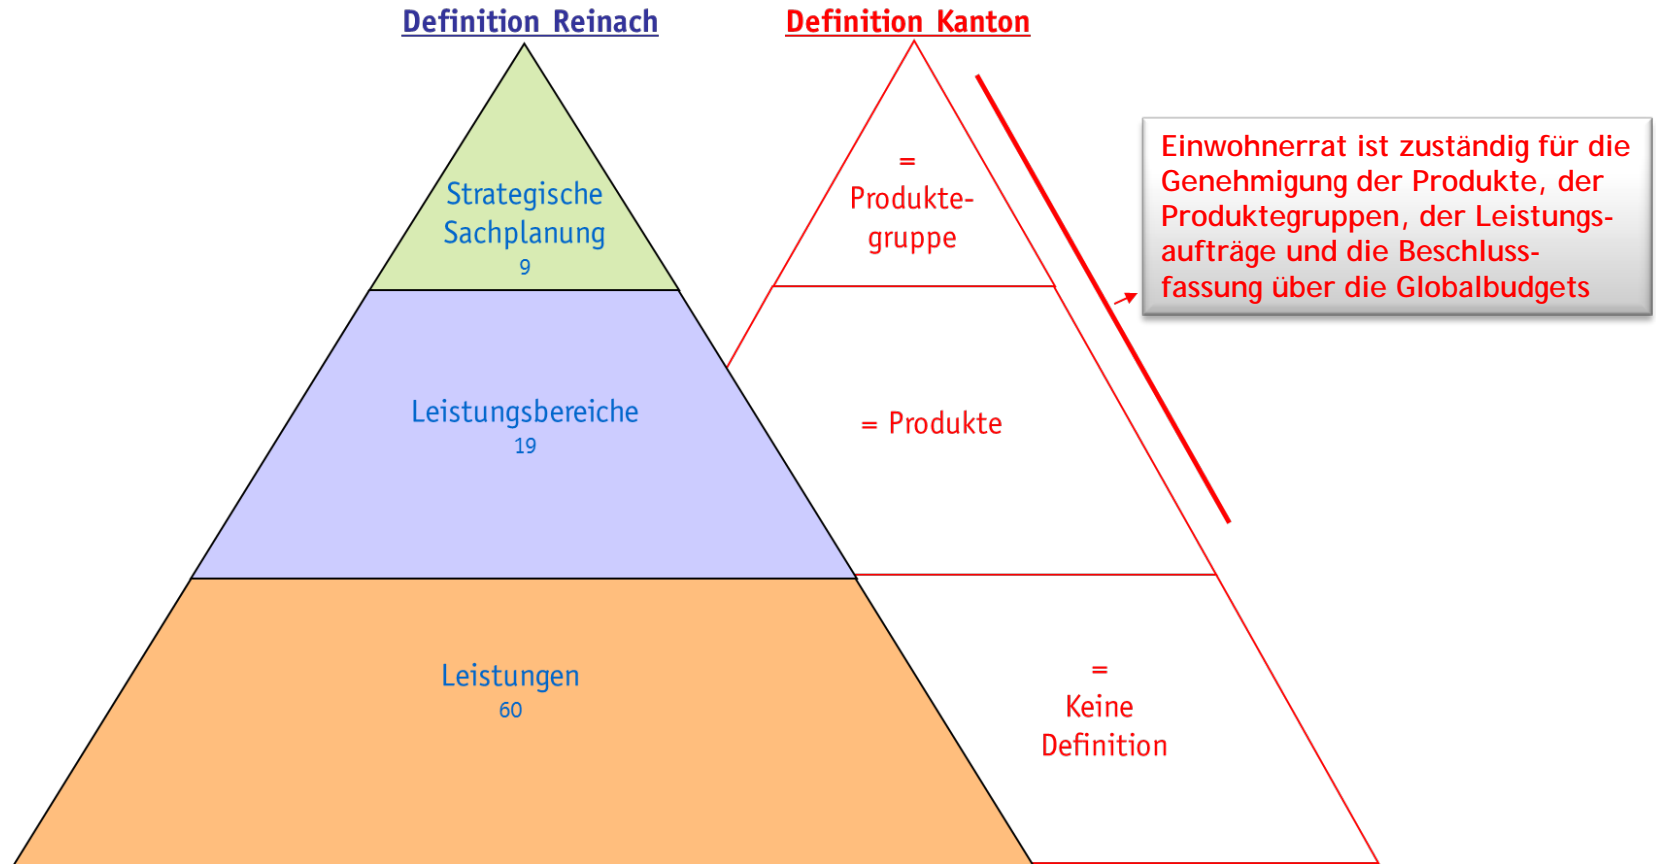 Definition Reinach
Definition Kanton
Strategische
Sachplanung
9
=
Produkte-
gruppe
Einwohnerrat ist zuständig für die
Genehmigung der Produkte, der
Produktegruppen, der Leistungs-
aufträge und die Beschluss-
fassung über die Globalbudgets
Leistungsbereiche
19
= Produkte
Leistungen
60
=
Keine
Definition